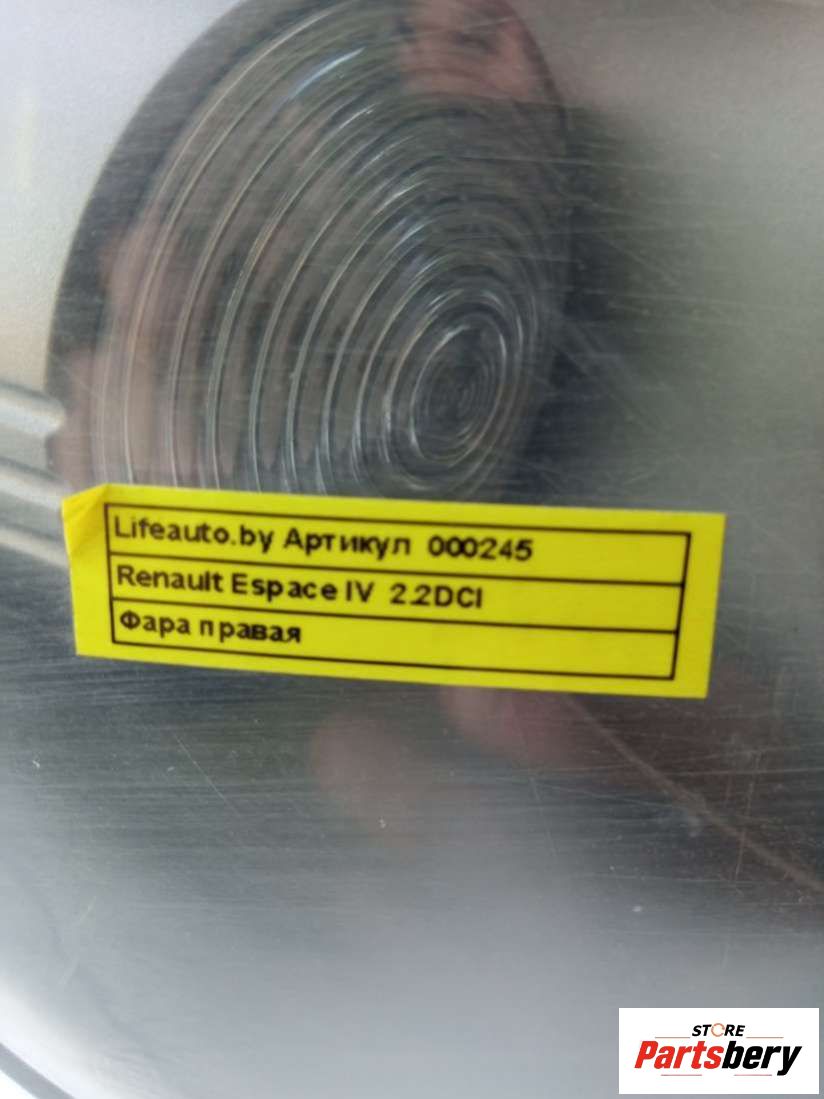 Lifeauto.by Артикул 000245
Renault Espace IV 2.2DCI
Фара правая
STORE
Partsbery